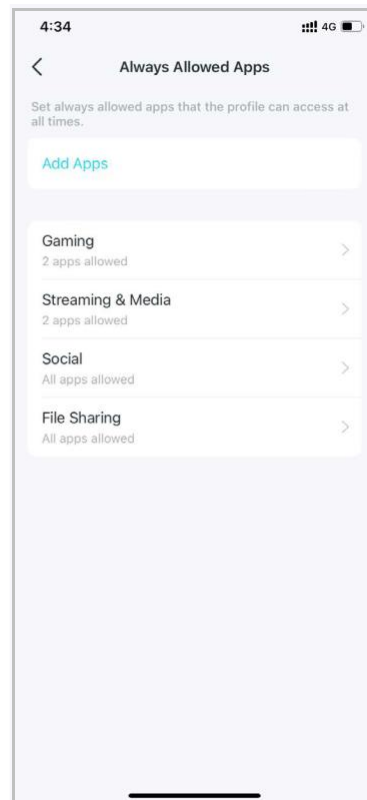 4:34
4G
Always Allowed Apps
Set always allowed apps that the profile can access at
all times.
Add Apps
Gaming
2 apps allowed
Streaming & Media
2 apps allowed
Social
All apps allowed
File Sharing
All apps allowed